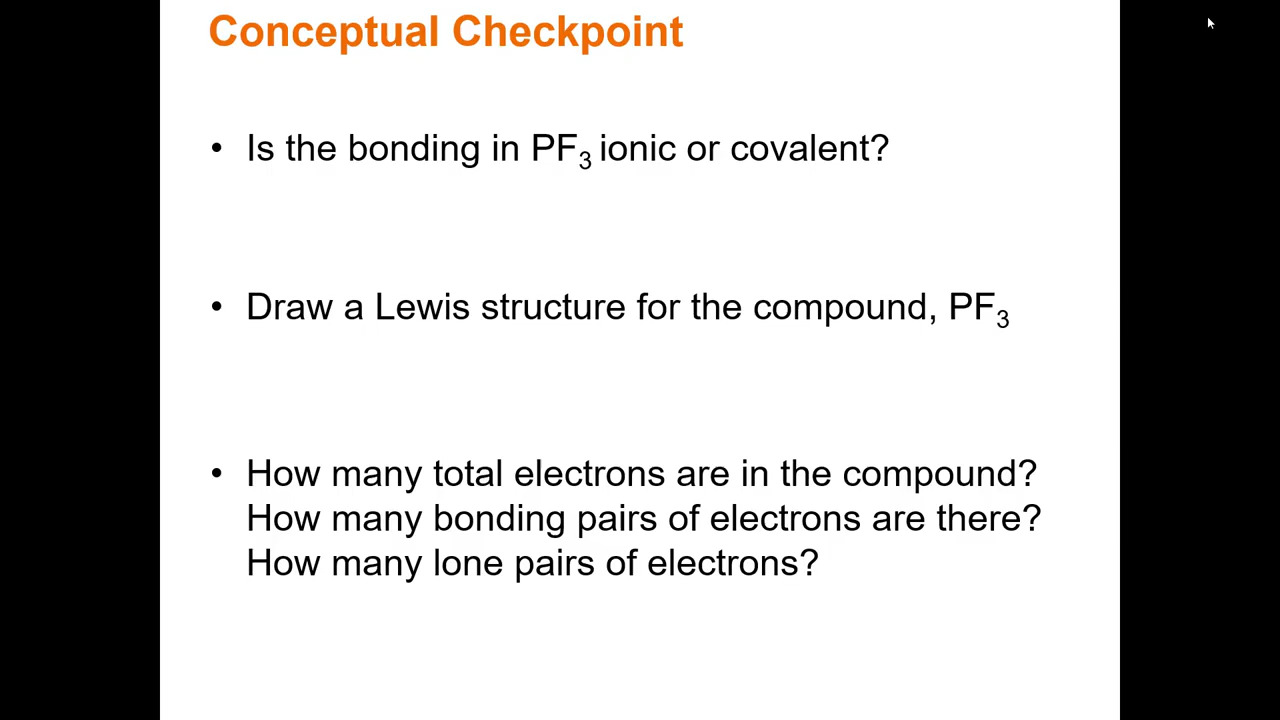 Conceptual Checkpoint
• Is the bonding in PF₃ ionic or covalent?
• Draw a Lewis structure for the compound, PF₃
• How many total electrons are in the compound?
How many bonding pairs of electrons are there?
How many lone pairs of electrons?